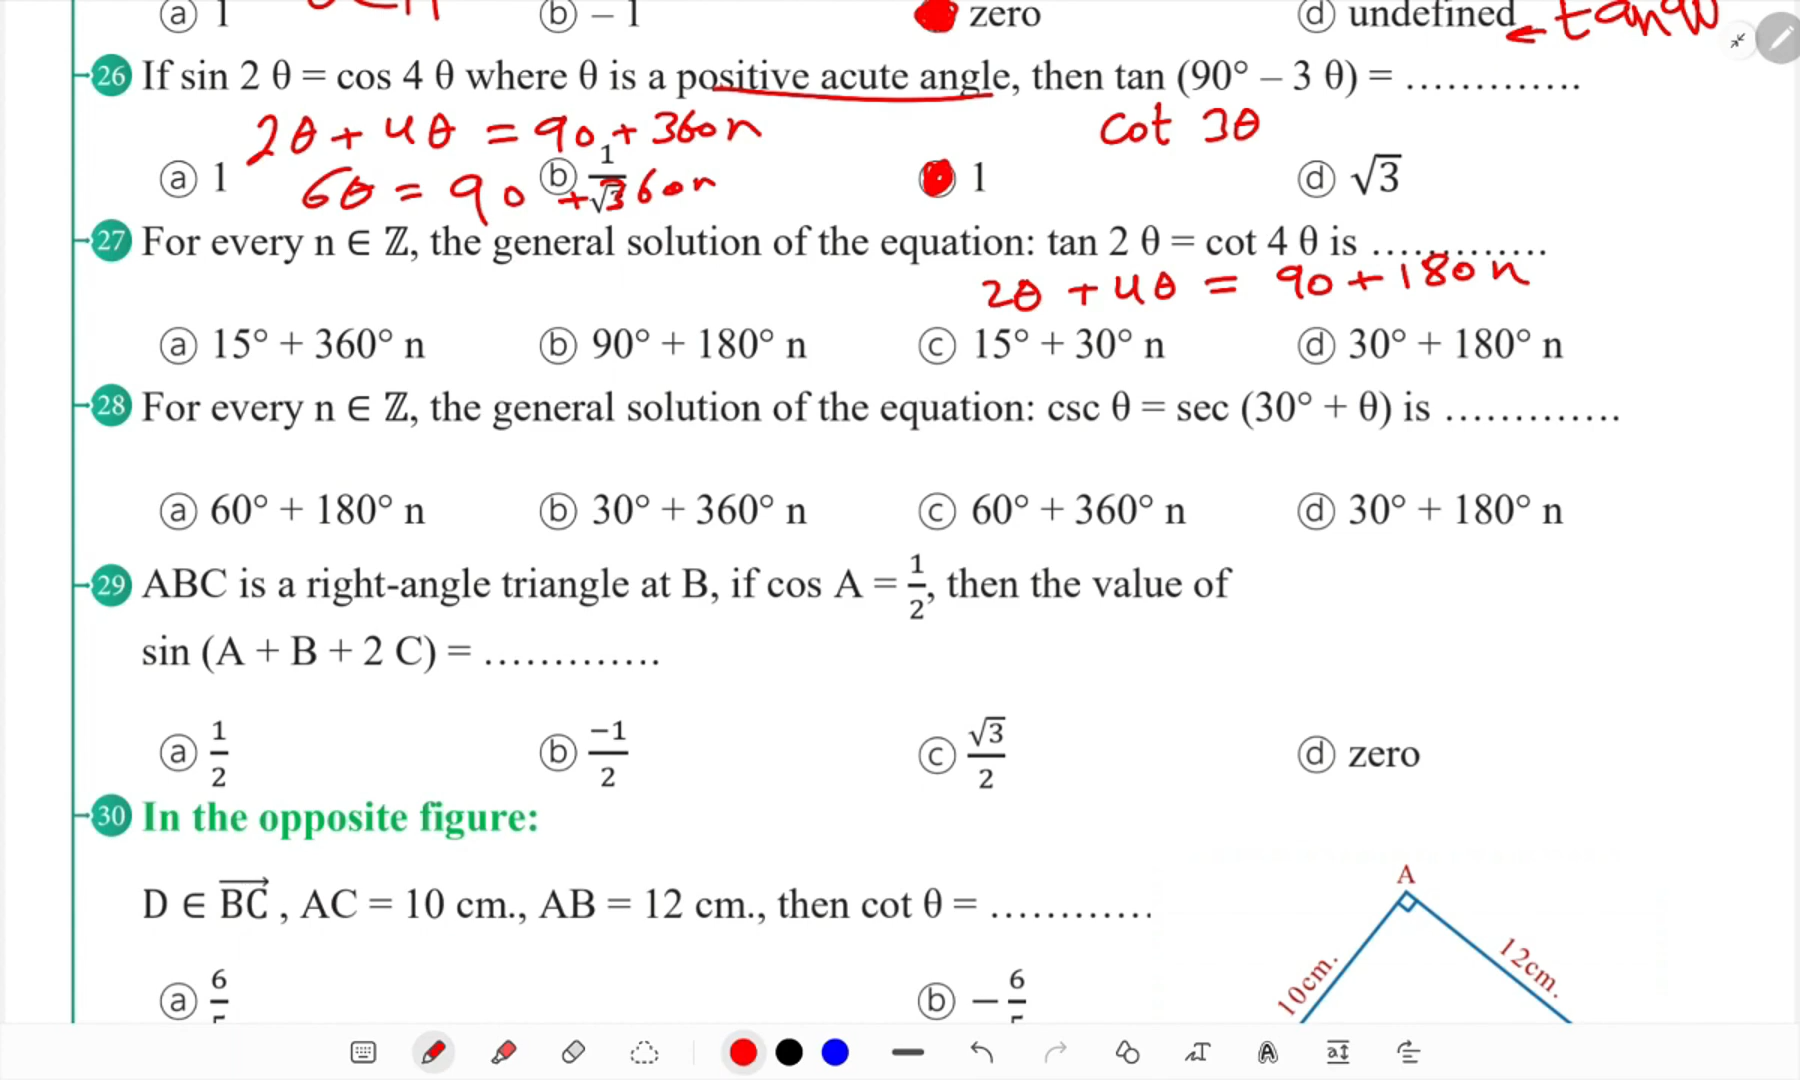 ⓐ 1 ⓑ – 1 zero ⓓ undefined tan 90
26 If sin 2 θ = cos 4 θ where θ is a positive acute angle, then tan (90° – 3 θ) = .............
2θ + 4θ = 90 + 360n cot 3θ
ⓐ 1 ⓑ 1/√3 1 ⓓ √3
6θ = 90 + 360n
27 For every n ∈ ℤ, the general solution of the equation: tan 2 θ = cot 4 θ is .............
2θ + 4θ = 90 + 180n
ⓐ 15° + 360° n ⓑ 90° + 180° n ⓒ 15° + 30° n ⓓ 30° + 180° n
28 For every n ∈ ℤ, the general solution of the equation: csc θ = sec (30° + θ) is .............
ⓐ 60° + 180° n ⓑ 30° + 360° n ⓒ 60° + 360° n ⓓ 30° + 180° n
29 ABC is a right-angle triangle at B, if cos A = 1/2, then the value of
sin (A + B + 2 C) = .............
ⓐ 1/2 ⓑ −1/2 ⓒ √3/2 ⓓ zero
30 In the opposite figure:
A
D ∈ BC⃗ , AC = 10 cm., AB = 12 cm., then cot θ = ............
10cm. 12cm.
ⓐ 6 ⓑ – 6